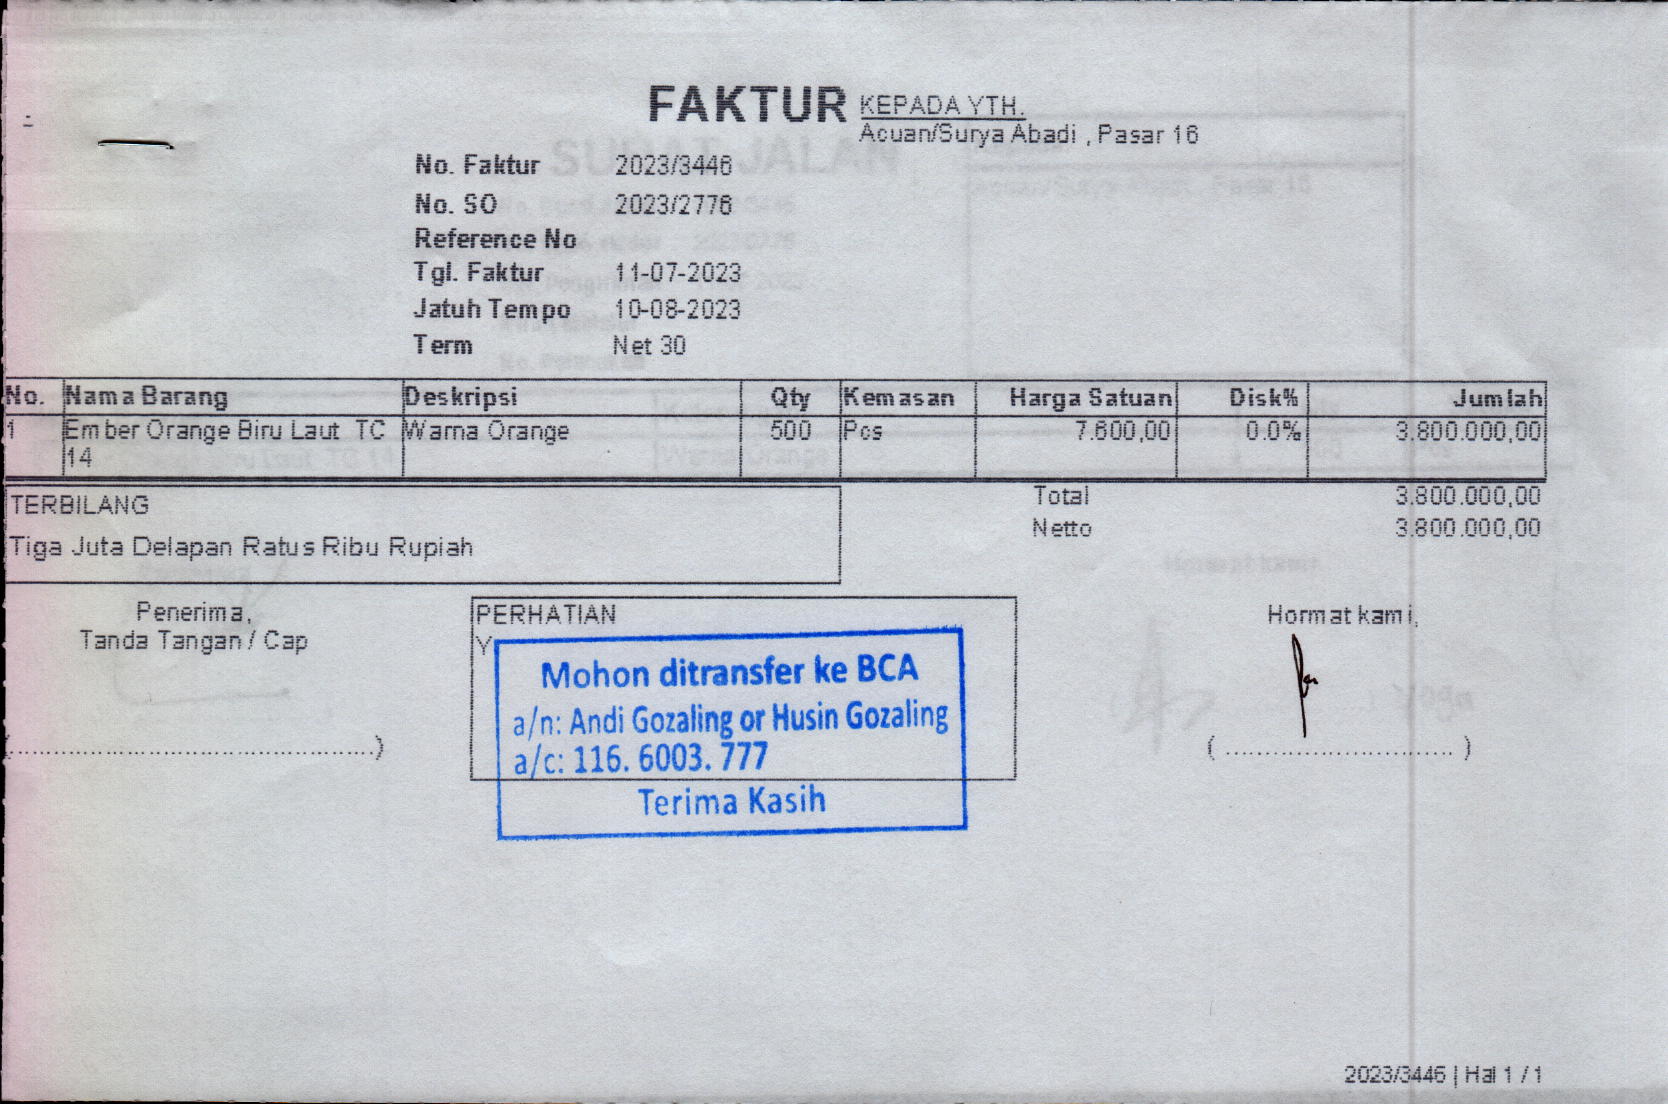 FAKTUR
KEPADA YTH.
Acuan/Surya Abadi , Pasar 16
No. Faktur 2023/3446
No. SO 2023/2776
Reference No
Tgl. Faktur 11-07-2023
Jatuh Tempo 10-08-2023
Term Net 30
No. Nama Barang Deskripsi Qty Kemasan Harga Satuan Disk% Jumlah
1 Ember Orange Biru Laut TC Warna Orange 500 Pcs 7.600,00 0.0% 3.800.000,00
14
TERBILANG
Tiga Juta Delapan Ratus Ribu Rupiah
Total 3.800.000,00
Netto 3.800.000,00
Penerima,
Tanda Tangan / Cap
PERHATIAN
Y
Mohon ditransfer ke BCA
a/n: Andi Gozaling or Husin Gozaling
a/c: 116. 6003. 777
Terima Kasih
Hormat kami,
2023/3446 | Hal 1 / 1